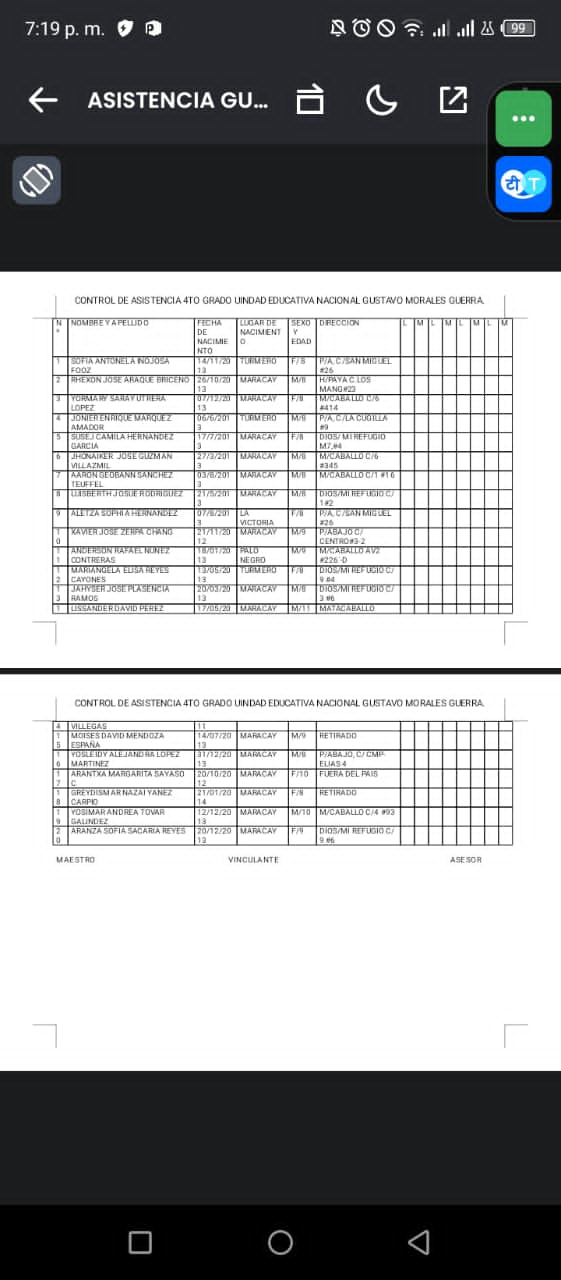 7:19 p. m.
99
ASISTENCIA GU...
CONTROL DE ASISTENCIA 4TO GRADO UINDAD EDUCATIVA NACIONAL GUSTAVO MORALES GUERRA.
N° NOMBRE Y APELLIDO FECHA DE NACIMIENTO LUGAR DE NACIMIENTO SEXO Y EDAD DIRECCION L M L M L M L M
1 SOFIA ANTONELA INOJOSA FOOZ 14/11/2013 TURMERO F/8 P/A, C/SAN MIGUEL #26
2 RHEXON JOSE ARAQUE BRICEÑO 26/10/2013 MARACAY M/8 H/PAYA C.LOS MANG#23
3 YORMARY SARAY UTRERA LOPEZ 07/12/2013 MARACAY F/8 M/CABALLO C/6 #414
4 JONIER ENRIQUE MARQUEZ AMADOR 06/6/2013 TURMERO M/8 P/A, C/LA CUGILLA #9
5 SUSEJ CAMILA HERNANDEZ GARCIA 17/7/2013 MARACAY F/8 DIOS/ MI REFUGIO M7,#4
6 JHONAIKER JOSE GUZMAN VILLAZMIL 27/3/2013 MARACAY M/8 M/CABALLO C/6 #345
7 AARON GEOBANN SANCHEZ TEUFFEL 03/8/2013 MARACAY M/8 M/CABALLO C/1 #16
8 LUISBERTH JOSUE RODRIGUEZ 21/5/2013 MARACAY M/8 DIOS/MI REFUGIO C/ 1#2
9 ALETZA SOPHIA HERNANDEZ 07/8/2013 LA VICTORIA F/8 P/A, C/SAN MIGUEL #26
10 XAVIER JOSE ZERPA CHANG 21/11/2012 MARACAY M/9 P/ABAJO C/ CENTRO#3-2
11 ANDERSON RAFAEL NUÑEZ CONTRERAS 18/01/2013 PALO NEGRO M/9 M/CABALLO AV2 #226 -D
12 MARIANGELA ELISA REYES CAYONES 13/05/2013 TURMERO F/8 DIOS/MI REFUGIO C/ 9 #4
13 JAHYSER JOSE PLASENCIA RAMOS 20/03/2013 MARACAY M/8 DIOS/MI REFUGIO C/ 3 #6
1 LISSANDER DAVID PEREZ 17/05/20 MARACAY M/11 MATACABALLO
CONTROL DE ASISTENCIA 4TO GRADO UINDAD EDUCATIVA NACIONAL GUSTAVO MORALES GUERRA.
4 VILLEGAS 11
15 MOISES DAVID MENDOZA ESPAÑA 14/07/2013 MARACAY M/9 RETIRADO
16 YOSLEIDY ALEJANDRA LOPEZ MARTINEZ 31/12/2013 MARACAY M/8 P/ABAJO, C/ CMP- ELIAS 4
17 ARANTXA MARGARITA SAYASO C 20/10/2012 MARACAY F/10 FUERA DEL PAIS
18 GREYDISMAR NAZAI YANEZ CARPIO 21/01/2014 MARACAY F/8 RETIRADO
19 YOSIMAR ANDREA TOVAR GALINDEZ 12/12/2013 MARACAY M/10 M/CABALLO C/4 #93
20 ARANZA SOFIA SACARIA REYES 20/12/2013 MARACAY F/9 DIOS/MI REFUGIO C/ 9 #6
MAESTRO VINCULANTE ASESOR